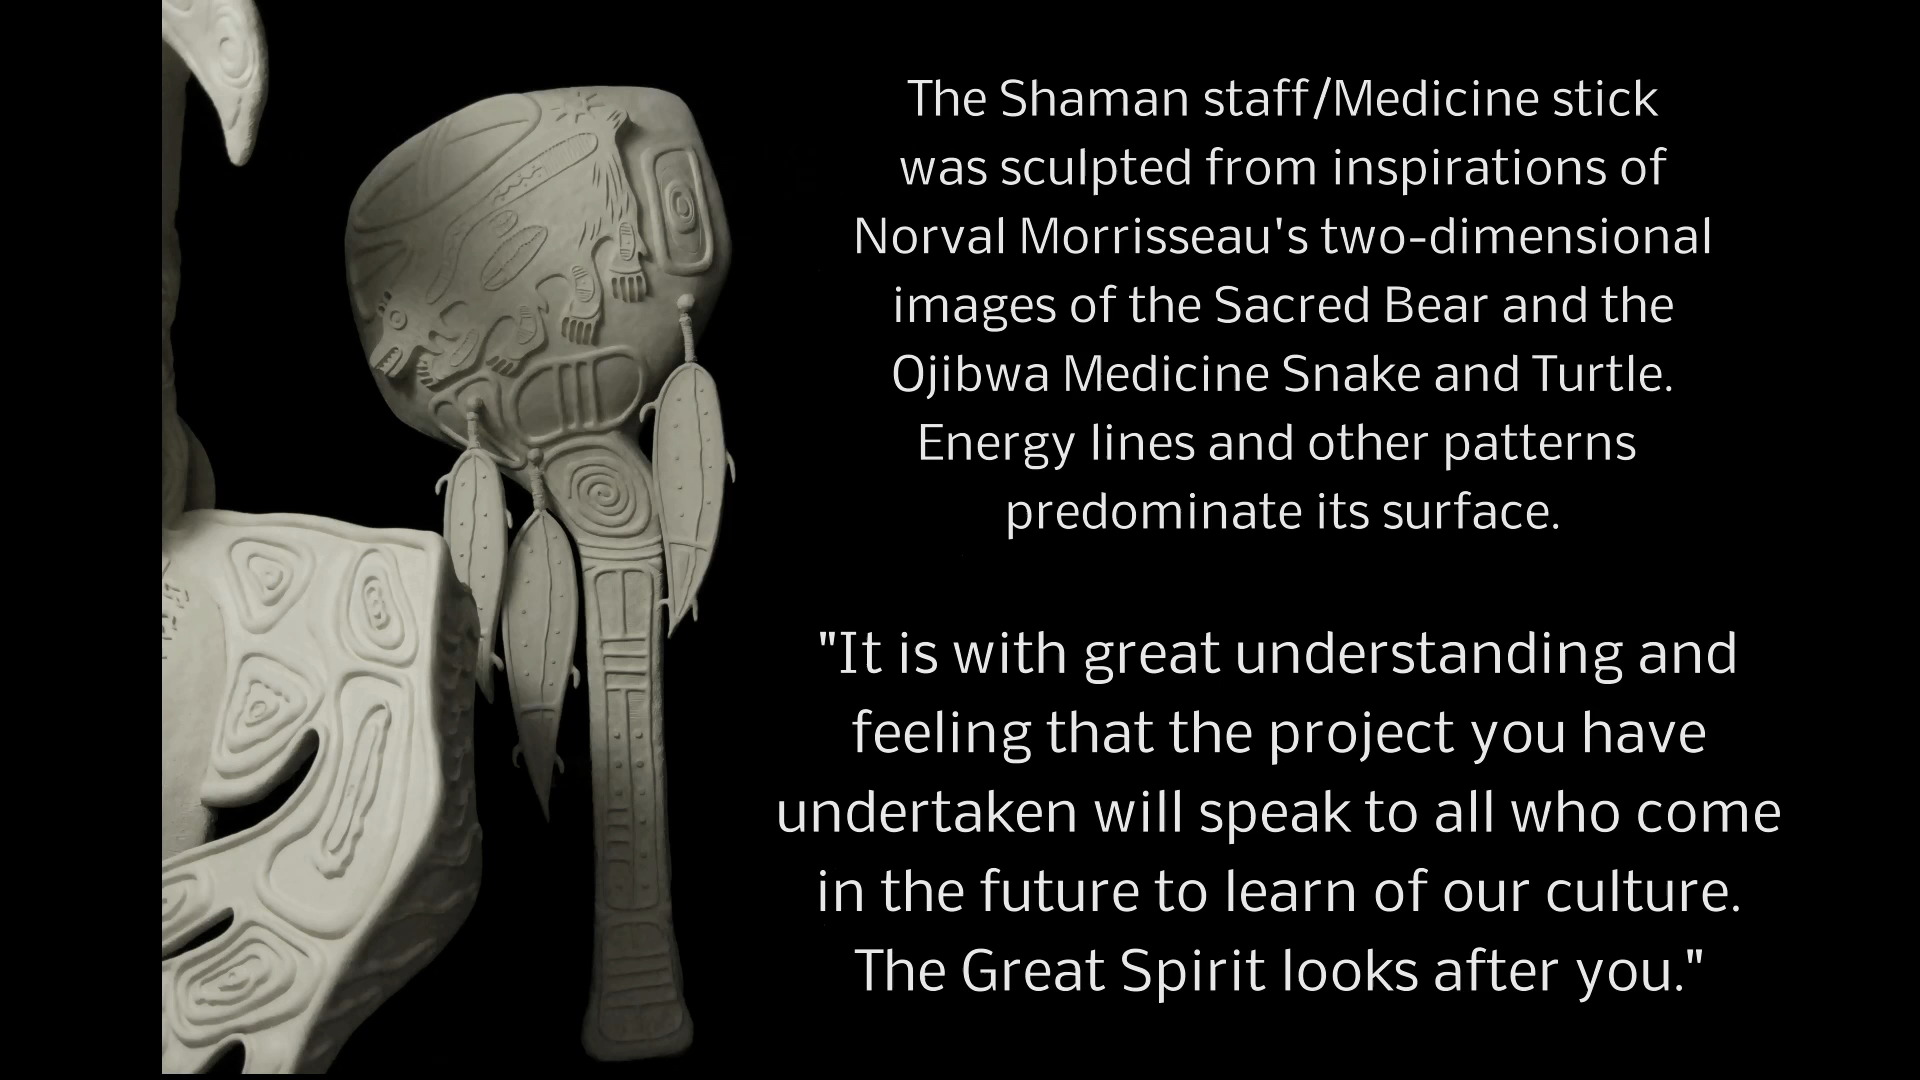 The Shaman staff/Medicine stick
was sculpted from inspirations of
Norval Morrisseau's two-dimensional
images of the Sacred Bear and the
Ojibwa Medicine Snake and Turtle.
Energy lines and other patterns
predominate its surface.
"It is with great understanding and
feeling that the project you have
undertaken will speak to all who come
in the future to learn of our culture.
The Great Spirit looks after you."